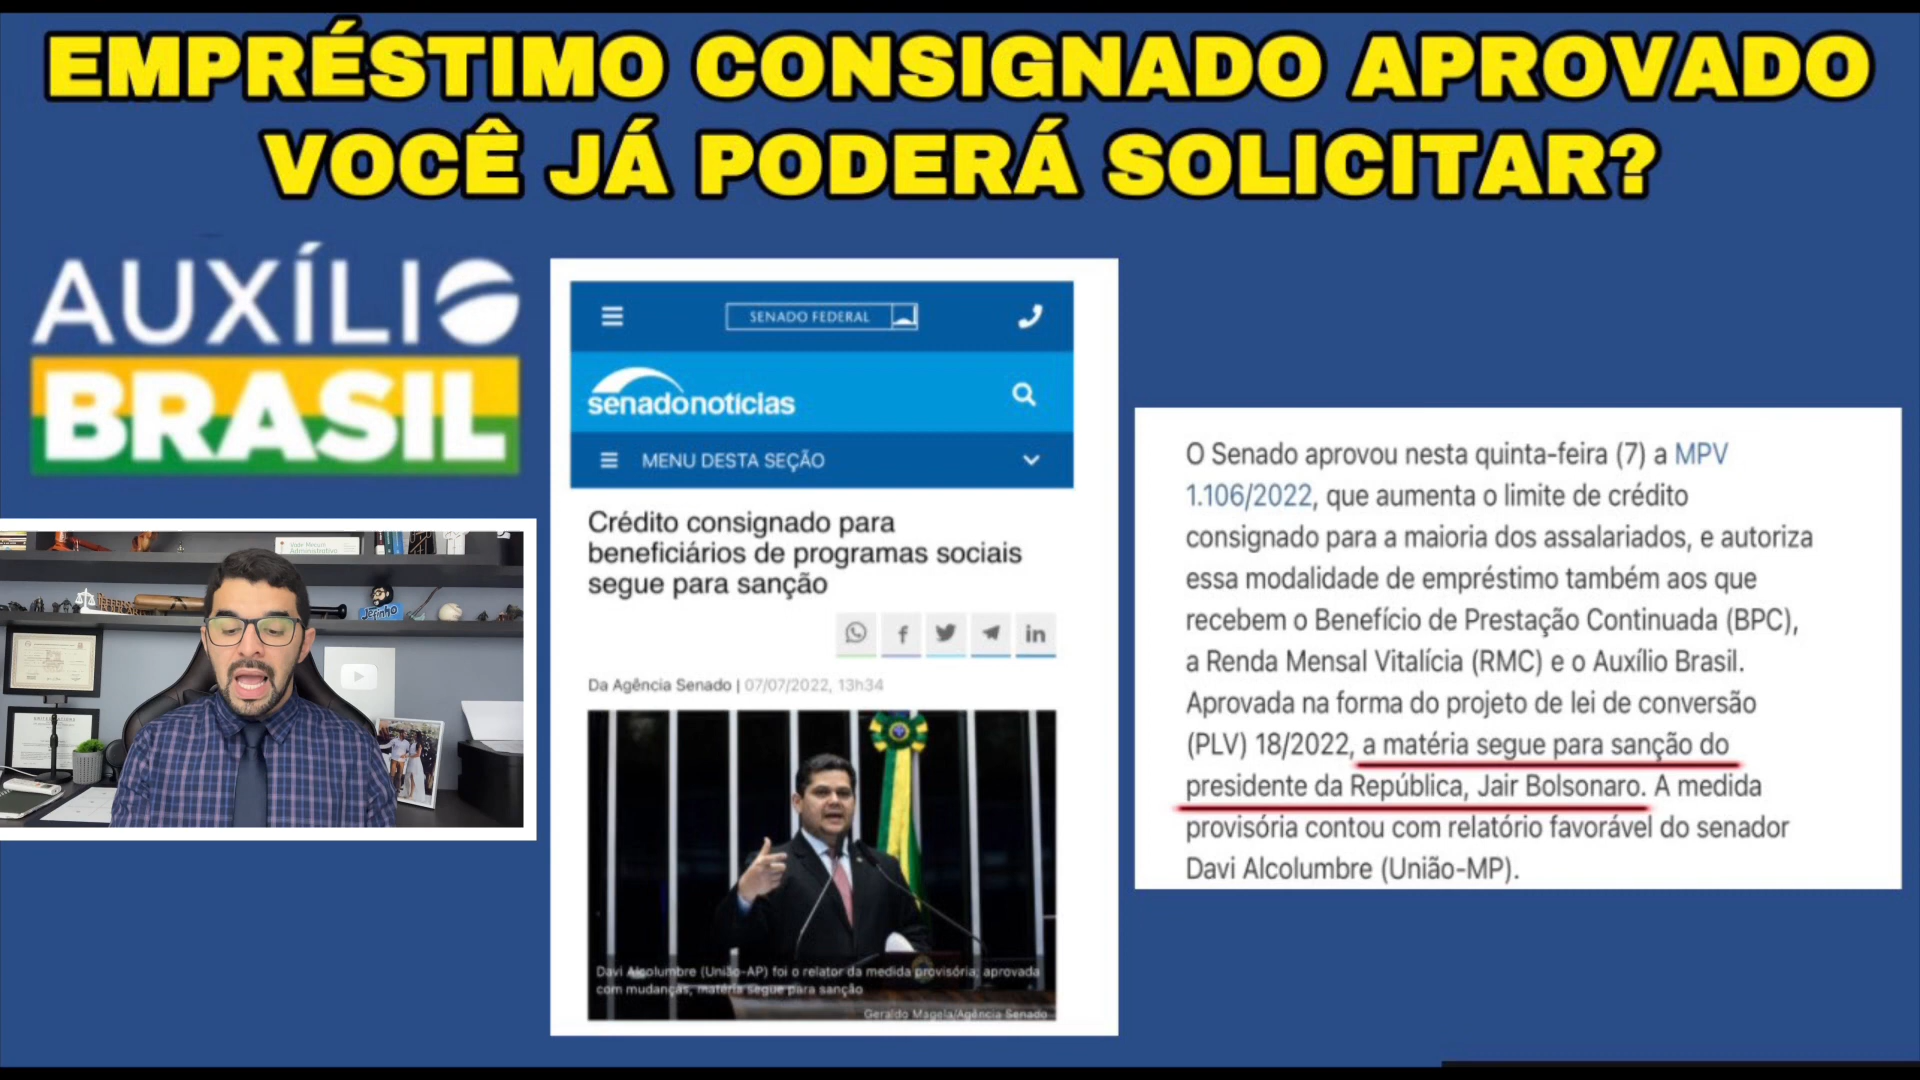 EMPRÉSTIMO CONSIGNADO APROVADO
VOCÊ JÁ PODERÁ SOLICITAR?
AUXÍLIO
BRASIL
Jefinho
SENADO FEDERAL
senadonotícias
MENU DESTA SEÇÃO
Crédito consignado para
beneficiários de programas sociais
segue para sanção
Da Agência Senado | 07/07/2022, 13h34
Davi Alcolumbre (União-AP) foi o relator da medida provisória; aprovada
com mudanças, matéria segue para sanção
Geraldo Magela/Agência Senado
O Senado aprovou nesta quinta-feira (7) a MPV
1.106/2022, que aumenta o limite de crédito
consignado para a maioria dos assalariados, e autoriza
essa modalidade de empréstimo também aos que
recebem o Benefício de Prestação Continuada (BPC),
a Renda Mensal Vitalícia (RMC) e o Auxílio Brasil.
Aprovada na forma do projeto de lei de conversão
(PLV) 18/2022, a matéria segue para sanção do
presidente da República, Jair Bolsonaro. A medida
provisória contou com relatório favorável do senador
Davi Alcolumbre (União-MP).